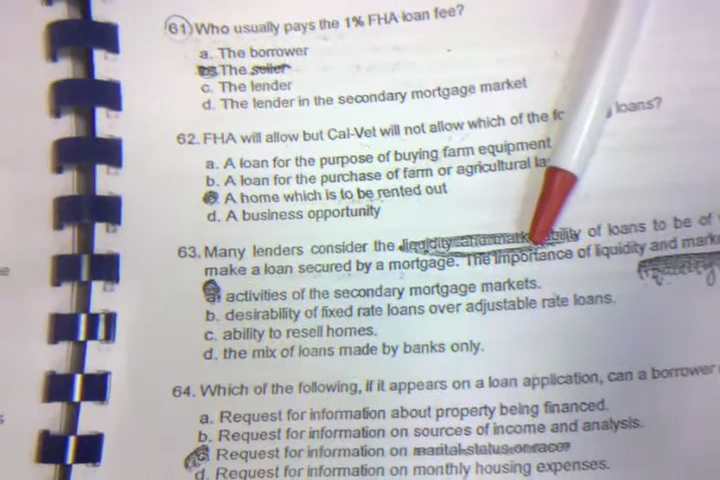 61) Who usually pays the 1% FHA loan fee?
a. The borrower
b. The seller
c. The lender
d. The lender in the secondary mortgage market
62. FHA will allow but Cal-Vet will not allow which of the loans?
a. A loan for the purpose of buying farm equipment
b. A loan for the purchase of farm or agricultural
c. A home which is to be rented out
d. A business opportunity
63. Many lenders consider the liquidity and marketability of loans to be of
make a loan secured by a mortgage. The importance of liquidity and
a. activities of the secondary mortgage markets.
b. desirability of fixed rate loans over adjustable rate loans.
c. ability to resell homes.
d. the mix of loans made by banks only.
64. Which of the following, if it appears on a loan application, can a borrower
a. Request for information about property being financed.
b. Request for information on sources of income and analysis.
c. Request for information on marital status or race
d. Request for information on monthly housing expenses.